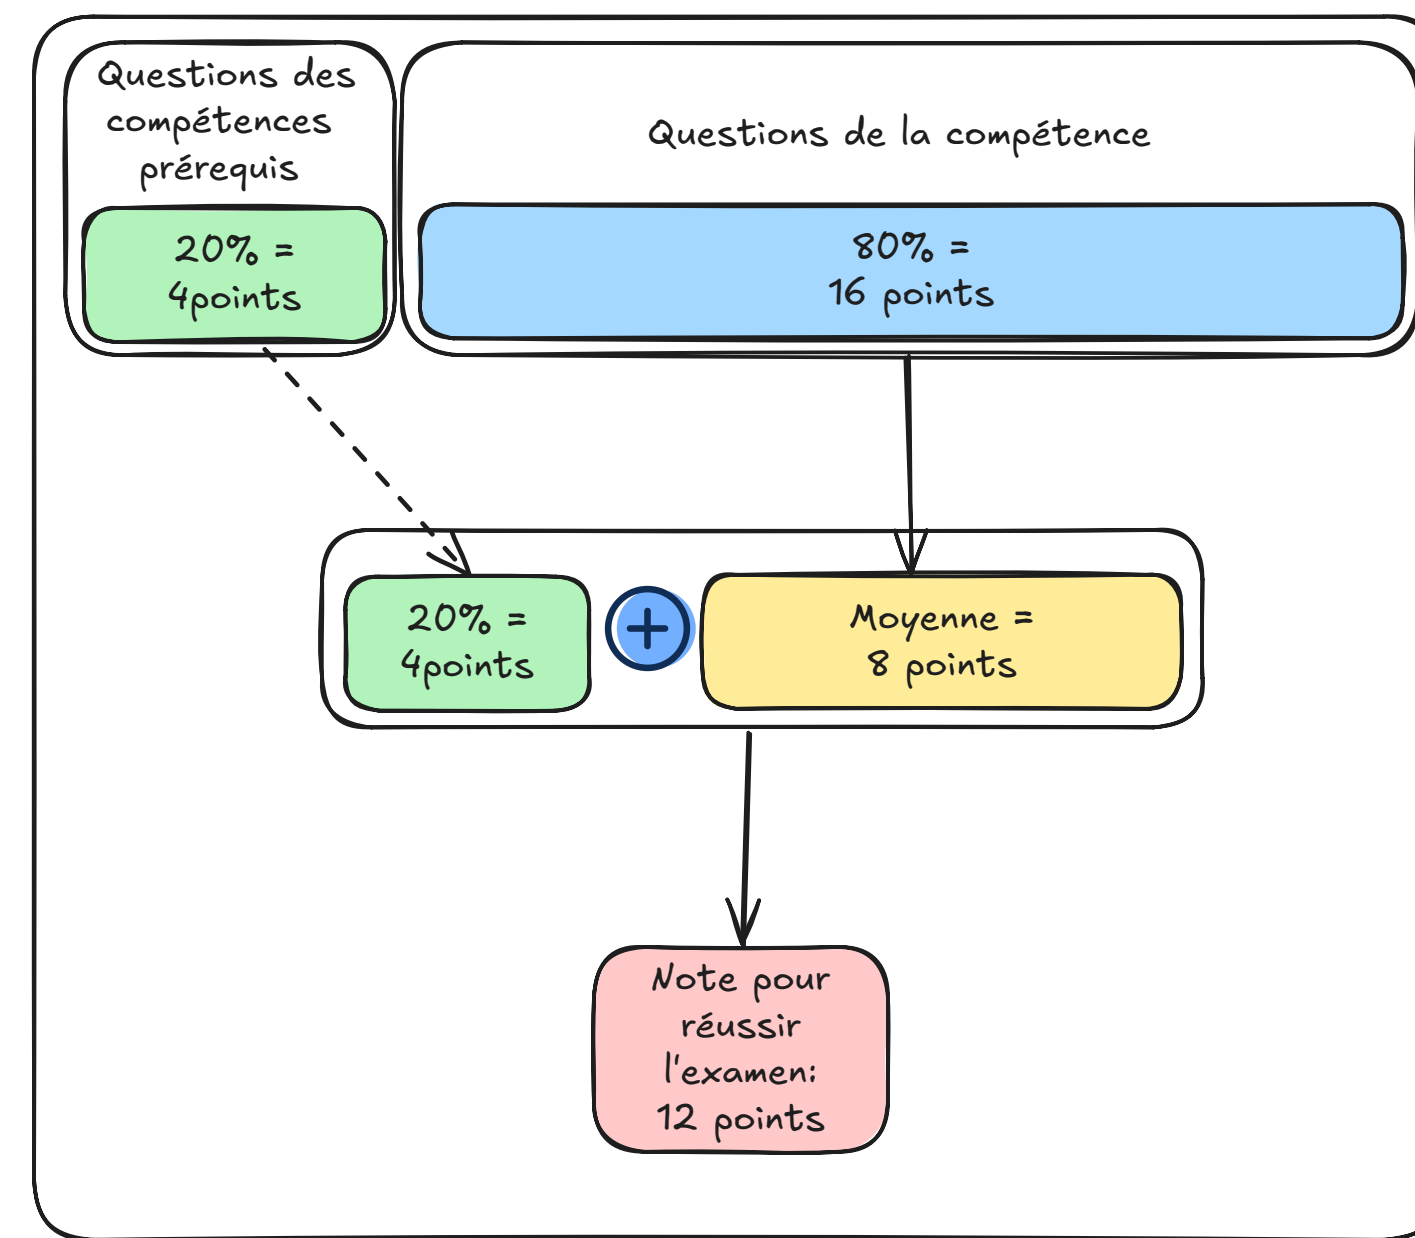 Questions des
compétences
prérequis
20% =
4points
Questions de la compétence
80% =
16 points
20% =
4points
+
Moyenne =
8 points
Note pour
réussir
l'examen:
12 points